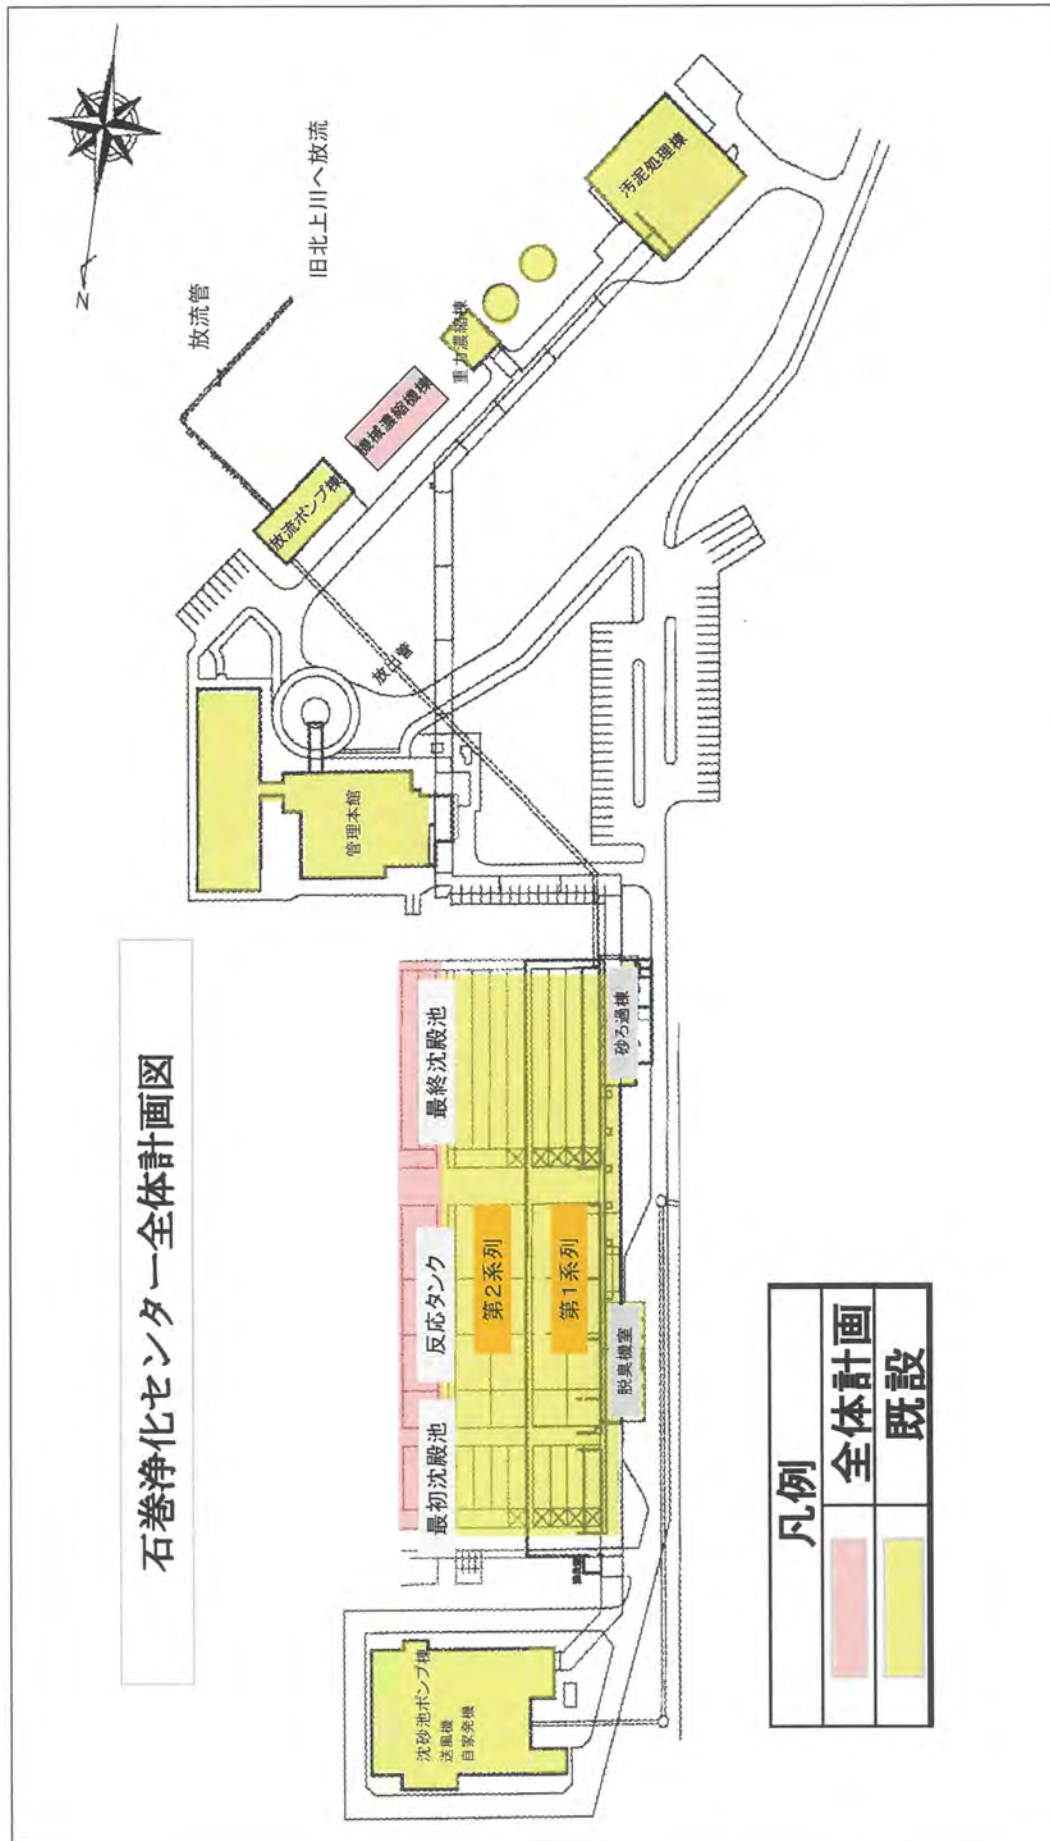 石巻浄化センター全体計画図
N
旧北上川へ放流
放流管
汚泥処理棟
重力濃縮棟
機械濃縮機棟
放流ポンプ棟
放出管
管理本館
最初沈殿池
反応タンク
最終沈殿池
第2系列
第1系列
脱臭機室
砂ろ過棟
沈砂池ポンプ棟
送風機
自家発機
凡例
全体計画
既設